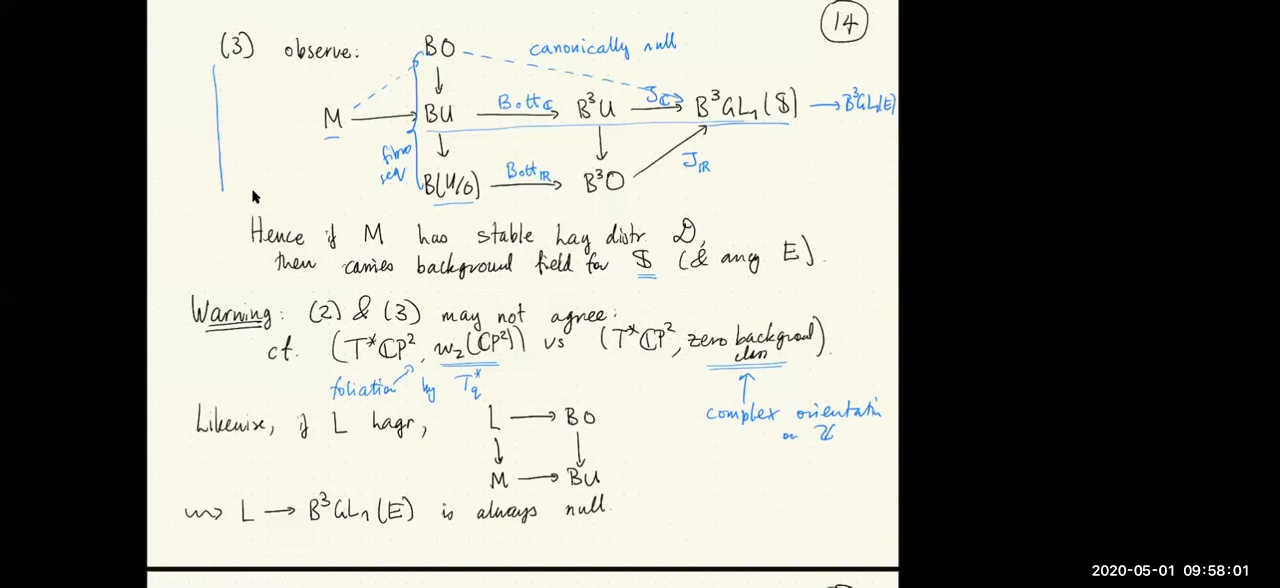 14
(3) observe: BO canonically null
M → BU Bott_ℂ → B³U J_ℂ → B³GL₁(𝕊) → B³GL₁(E)
B(U/O) Bott_ℝ → B³O J_ℝ
Hence if M has stable lag distr. 𝒟,
then carries background field for 𝕊 (& any E).
Warning: (2) & (3) may not agree:
cf. (T*ℂP², w₂(ℂP²)) vs (T*ℂP², zero background class).
foliation by T*_q
complex orientatin on ℤ
Likewise, if L lagr, L → BO
M → BU
⇝ L → B³GL₁(E) is always null.
2020-05-01 09:58:01